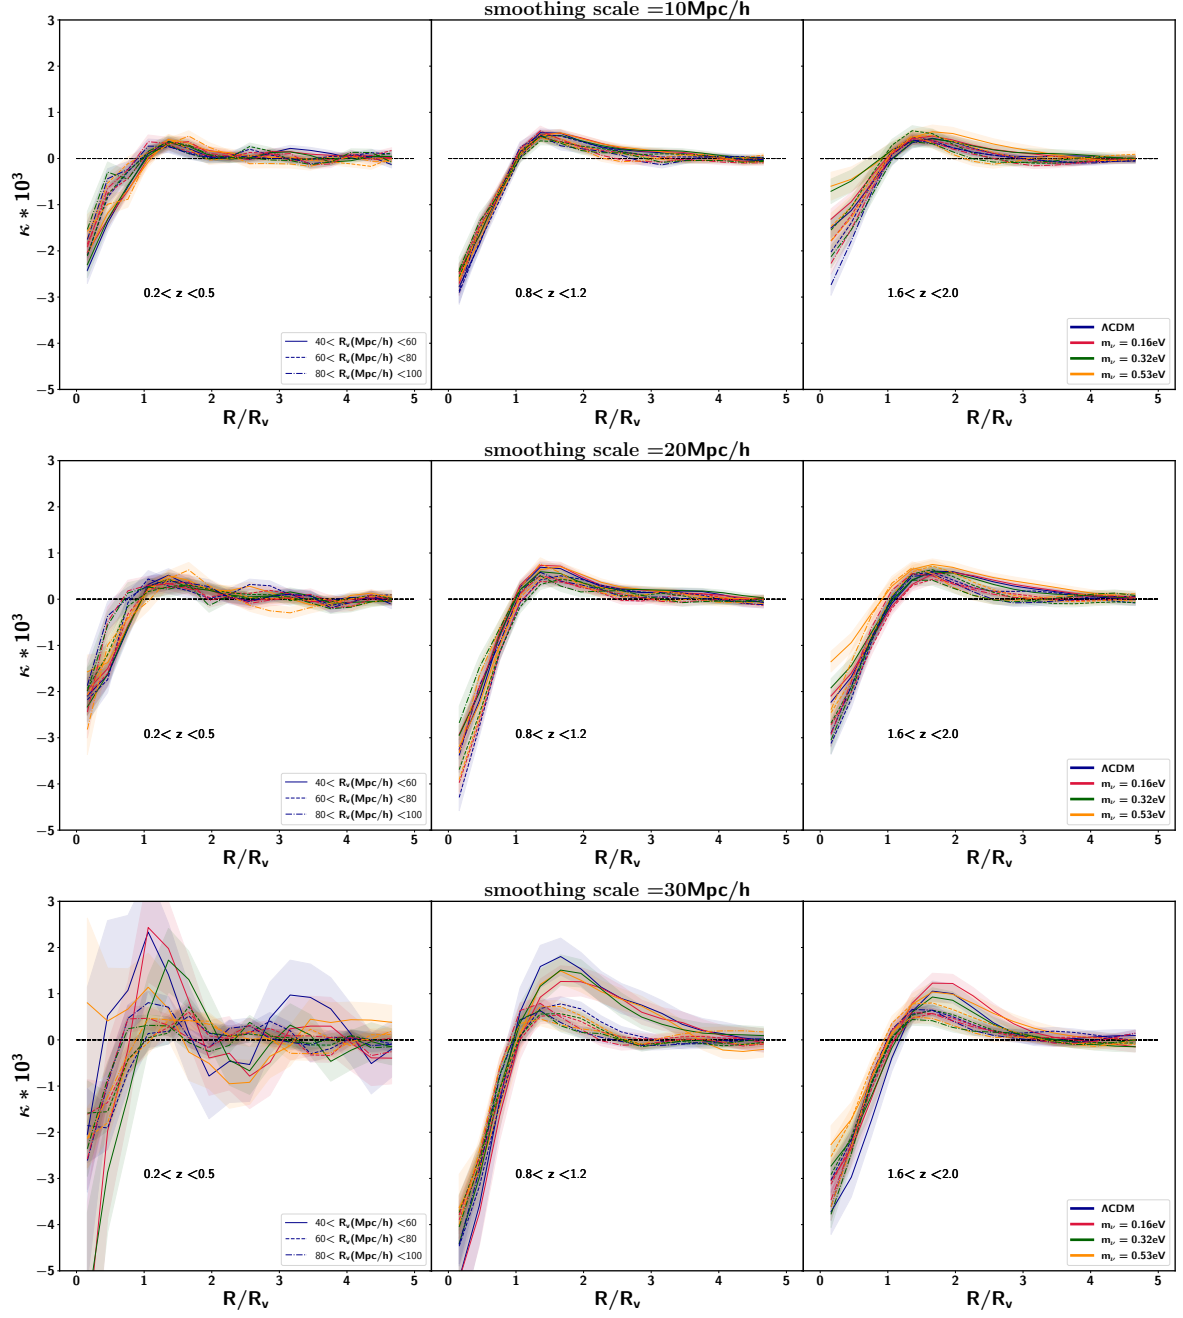 smoothing scale =10Mpc/h
κ * 10³
3
2
1
0
−1
−2
−3
−4
−5
0.2< z <0.5
0.8< z <1.2
1.6< z <2.0
40< Rᵥ(Mpc/h) <60
60< Rᵥ(Mpc/h) <80
80< Rᵥ(Mpc/h) <100
ΛCDM
mᵥ = 0.16eV
mᵥ = 0.32eV
mᵥ = 0.53eV
0 1 2 3 4 5 0 1 2 3 4 5 0 1 2 3 4 5
R/Rᵥ R/Rᵥ R/Rᵥ
smoothing scale =20Mpc/h
κ * 10³
3
2
1
0
−1
−2
−3
−4
−5
0.2< z <0.5
0.8< z <1.2
1.6< z <2.0
40< Rᵥ(Mpc/h) <60
60< Rᵥ(Mpc/h) <80
80< Rᵥ(Mpc/h) <100
ΛCDM
mᵥ = 0.16eV
mᵥ = 0.32eV
mᵥ = 0.53eV
0 1 2 3 4 5 0 1 2 3 4 5 0 1 2 3 4 5
R/Rᵥ R/Rᵥ R/Rᵥ
smoothing scale =30Mpc/h
κ * 10³
3
2
1
0
−1
−2
−3
−4
−5
0.2< z <0.5
0.8< z <1.2
1.6< z <2.0
40< Rᵥ(Mpc/h) <60
60< Rᵥ(Mpc/h) <80
80< Rᵥ(Mpc/h) <100
ΛCDM
mᵥ = 0.16eV
mᵥ = 0.32eV
mᵥ = 0.53eV
0 1 2 3 4 5 0 1 2 3 4 5 0 1 2 3 4 5
R/Rᵥ R/Rᵥ R/Rᵥ